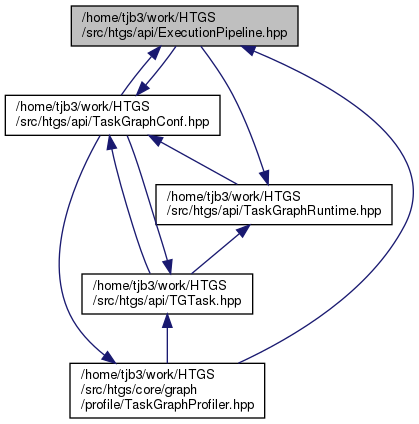 /home/tjb3/work/HTGS
/src/htgs/api/ExecutionPipeline.hpp
/home/tjb3/work/HTGS
/src/htgs/api/TaskGraphConf.hpp
/home/tjb3/work/HTGS
/src/htgs/api/TaskGraphRuntime.hpp
/home/tjb3/work/HTGS
/src/htgs/api/TGTask.hpp
/home/tjb3/work/HTGS
/src/htgs/core/graph
/profile/TaskGraphProfiler.hpp